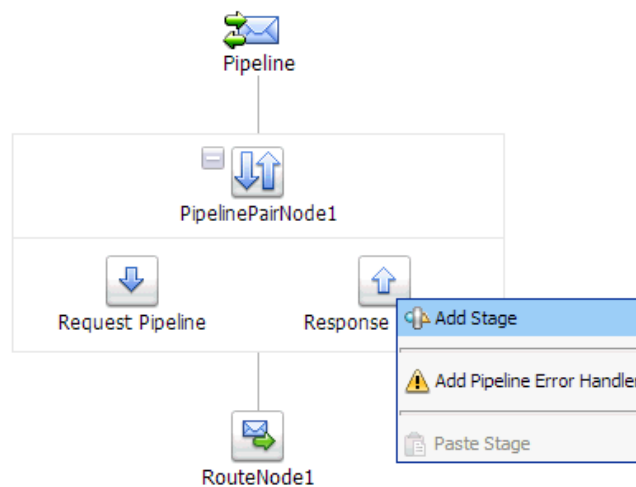 Pipeline
PipelinePairNode1
Request Pipeline
Response
Add Stage
Add Pipeline Error Handler
Paste Stage
RouteNode1